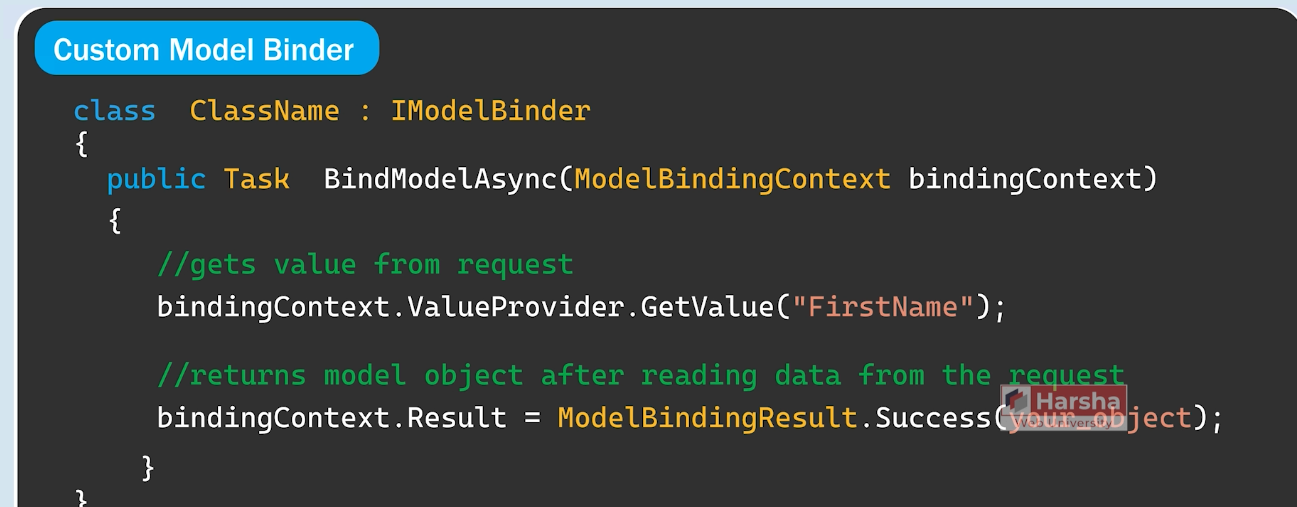 Custom Model Binder
class ClassName : IModelBinder
{
public Task BindModelAsync(ModelBindingContext bindingContext)
{
//gets value from request
bindingContext.ValueProvider.GetValue("FirstName");
//returns model object after reading data from the request
bindingContext.Result = ModelBindingResult.Success(your_object);
Harsha
Web University
}
}